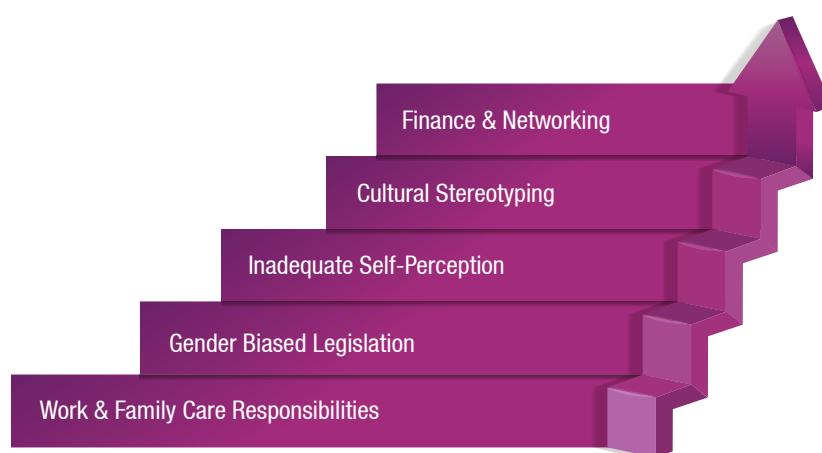 Finance & Networking
Cultural Stereotyping
Inadequate Self-Perception
Gender Biased Legislation
Work & Family Care Responsibilities